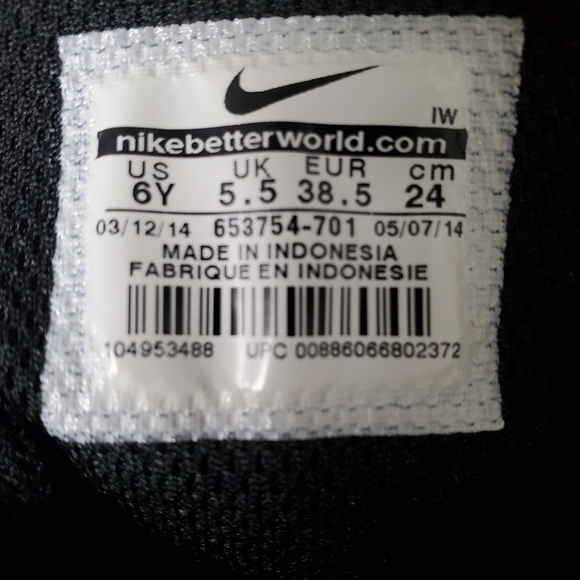 IW
nikebetterworld.com
US UK EUR cm
6Y 5.5 38.5 24
03/12/14 653754-701 05/07/14
MADE IN INDONESIA
FABRIQUE EN INDONESIE
104953488 UPC 00886066802372